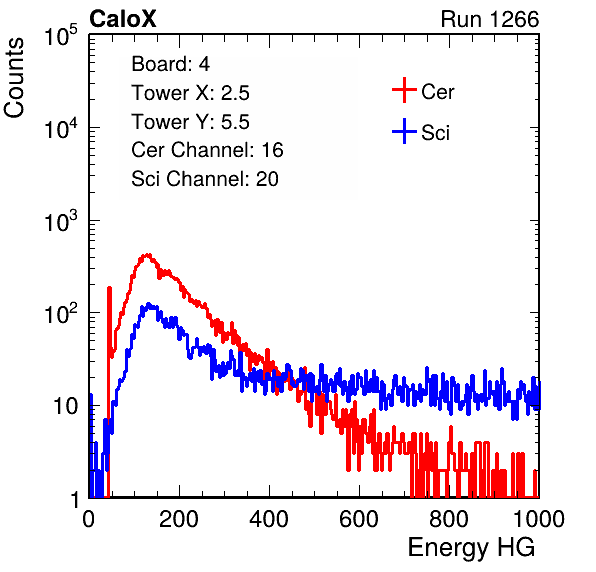 CaloX Run 1266
Counts
Board: 4
Tower X: 2.5
Tower Y: 5.5
Cer Channel: 16
Sci Channel: 20
Cer
Sci
10^5
10^4
10^3
10^2
10
1
0 200 400 600 800 1000
Energy HG